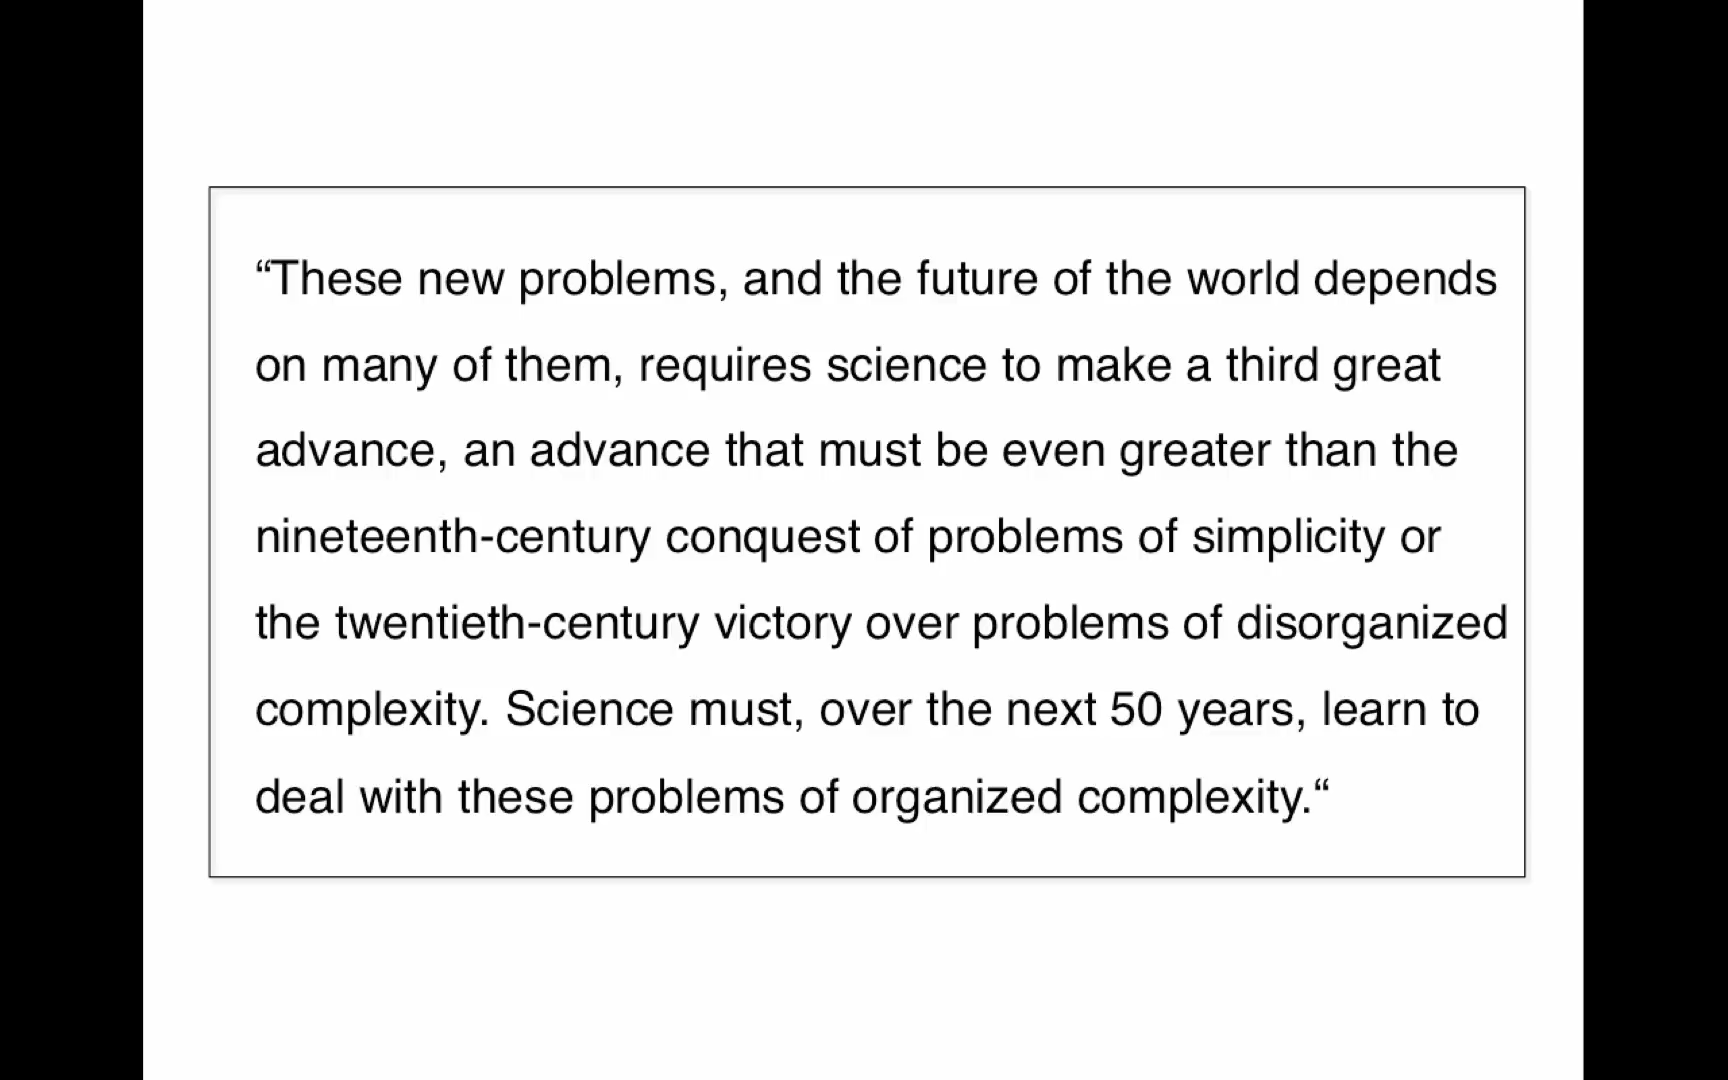 “These new problems, and the future of the world depends
on many of them, requires science to make a third great
advance, an advance that must be even greater than the
nineteenth-century conquest of problems of simplicity or
the twentieth-century victory over problems of disorganized
complexity. Science must, over the next 50 years, learn to
deal with these problems of organized complexity.“